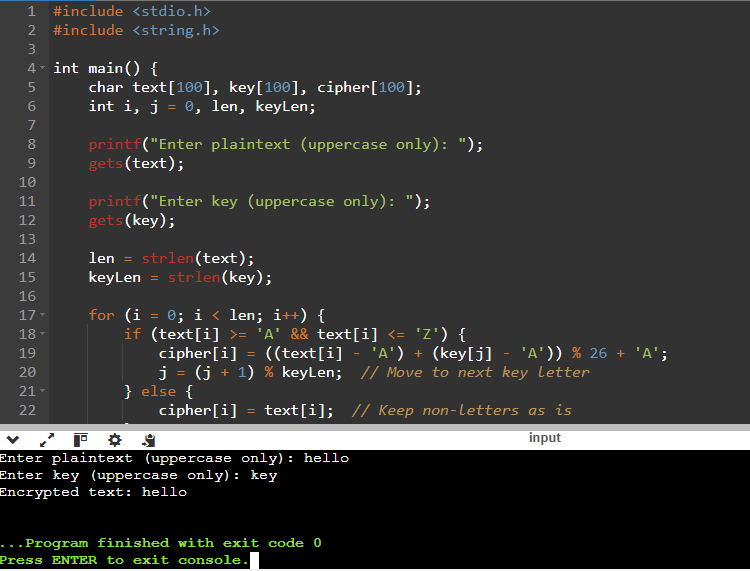 1 #include <stdio.h>
2 #include <string.h>
3
4 int main() {
5     char text[100], key[100], cipher[100];
6     int i, j = 0, len, keyLen;
7
8     printf("Enter plaintext (uppercase only): ");
9     gets(text);
10
11     printf("Enter key (uppercase only): ");
12     gets(key);
13
14     len = strlen(text);
15     keyLen = strlen(key);
16
17     for (i = 0; i < len; i++) {
18         if (text[i] >= 'A' && text[i] <= 'Z') {
19             cipher[i] = ((text[i] - 'A') + (key[j] - 'A')) % 26 + 'A';
20             j = (j + 1) % keyLen;  // Move to next key letter
21         } else {
22             cipher[i] = text[i];  // Keep non-letters as is
input
Enter plaintext (uppercase only): hello
Enter key (uppercase only): key
Encrypted text: hello
...Program finished with exit code 0
Press ENTER to exit console.